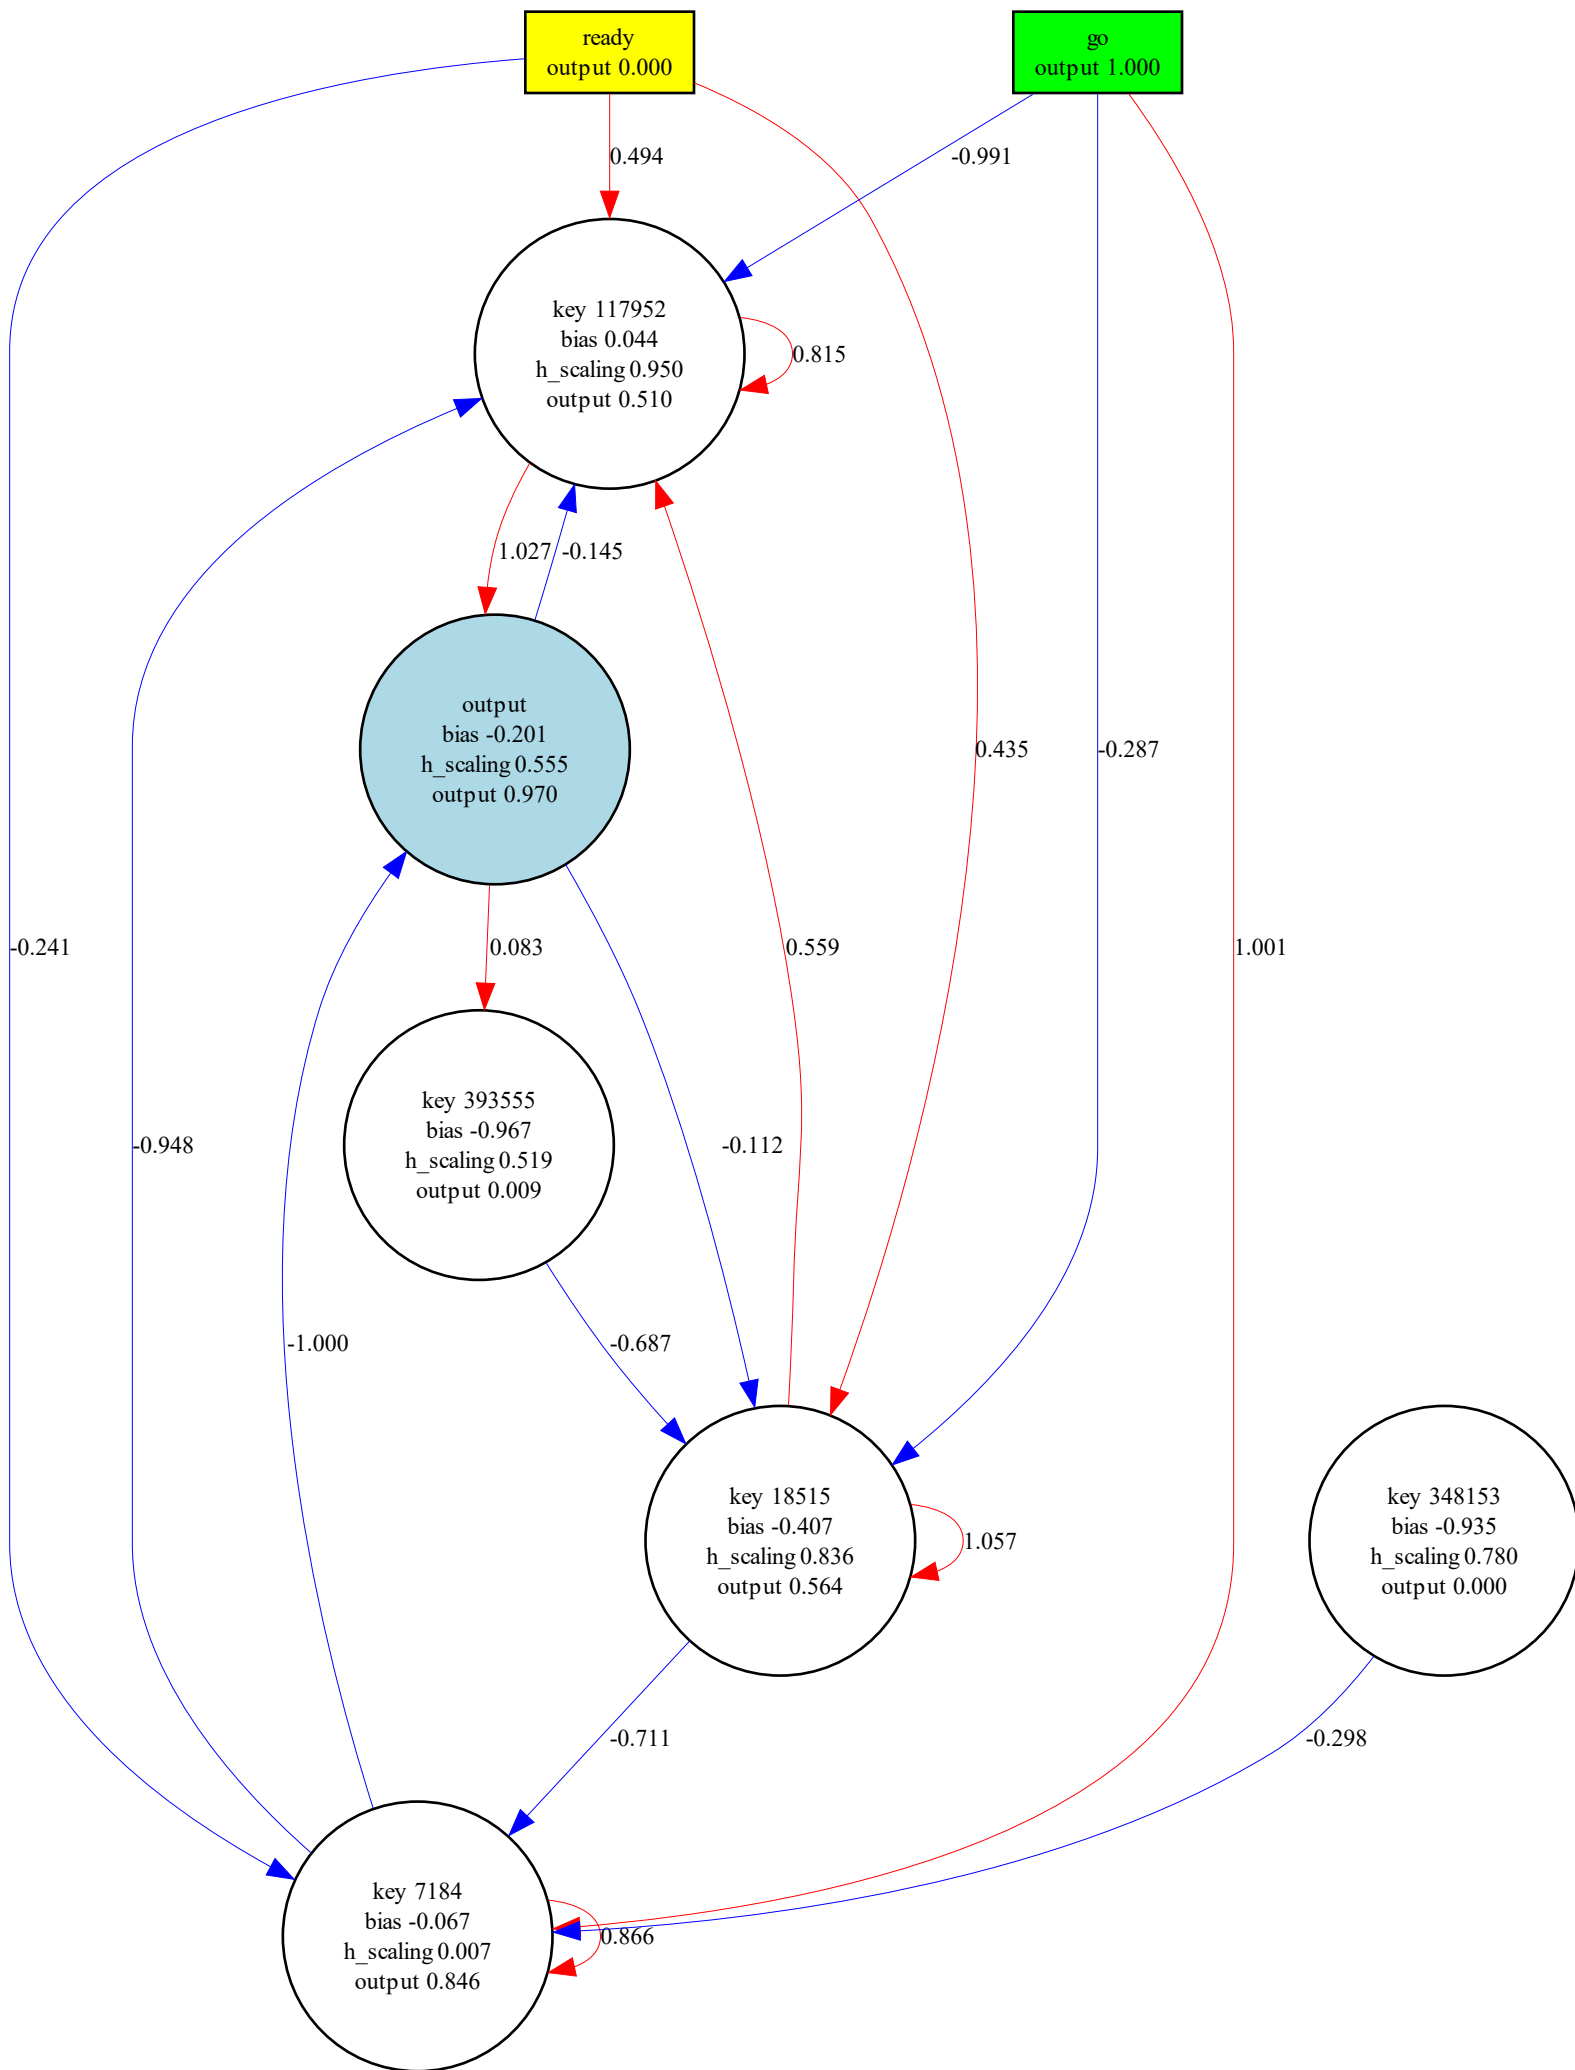 ready
output 0.000
go
output 1.000
0.494
-0.991
key 117952
bias 0.044
h_scaling 0.950
output 0.510
0.815
1.027
-0.145
output
bias -0.201
h_scaling 0.555
output 0.970
0.435
-0.287
-0.241
0.083
0.559
1.001
key 393555
bias -0.967
h_scaling 0.519
output 0.009
-0.948
-0.112
-1.000
-0.687
key 18515
bias -0.407
h_scaling 0.836
output 0.564
1.057
key 348153
bias -0.935
h_scaling 0.780
output 0.000
-0.711
-0.298
key 7184
bias -0.067
h_scaling 0.007
output 0.846
0.866